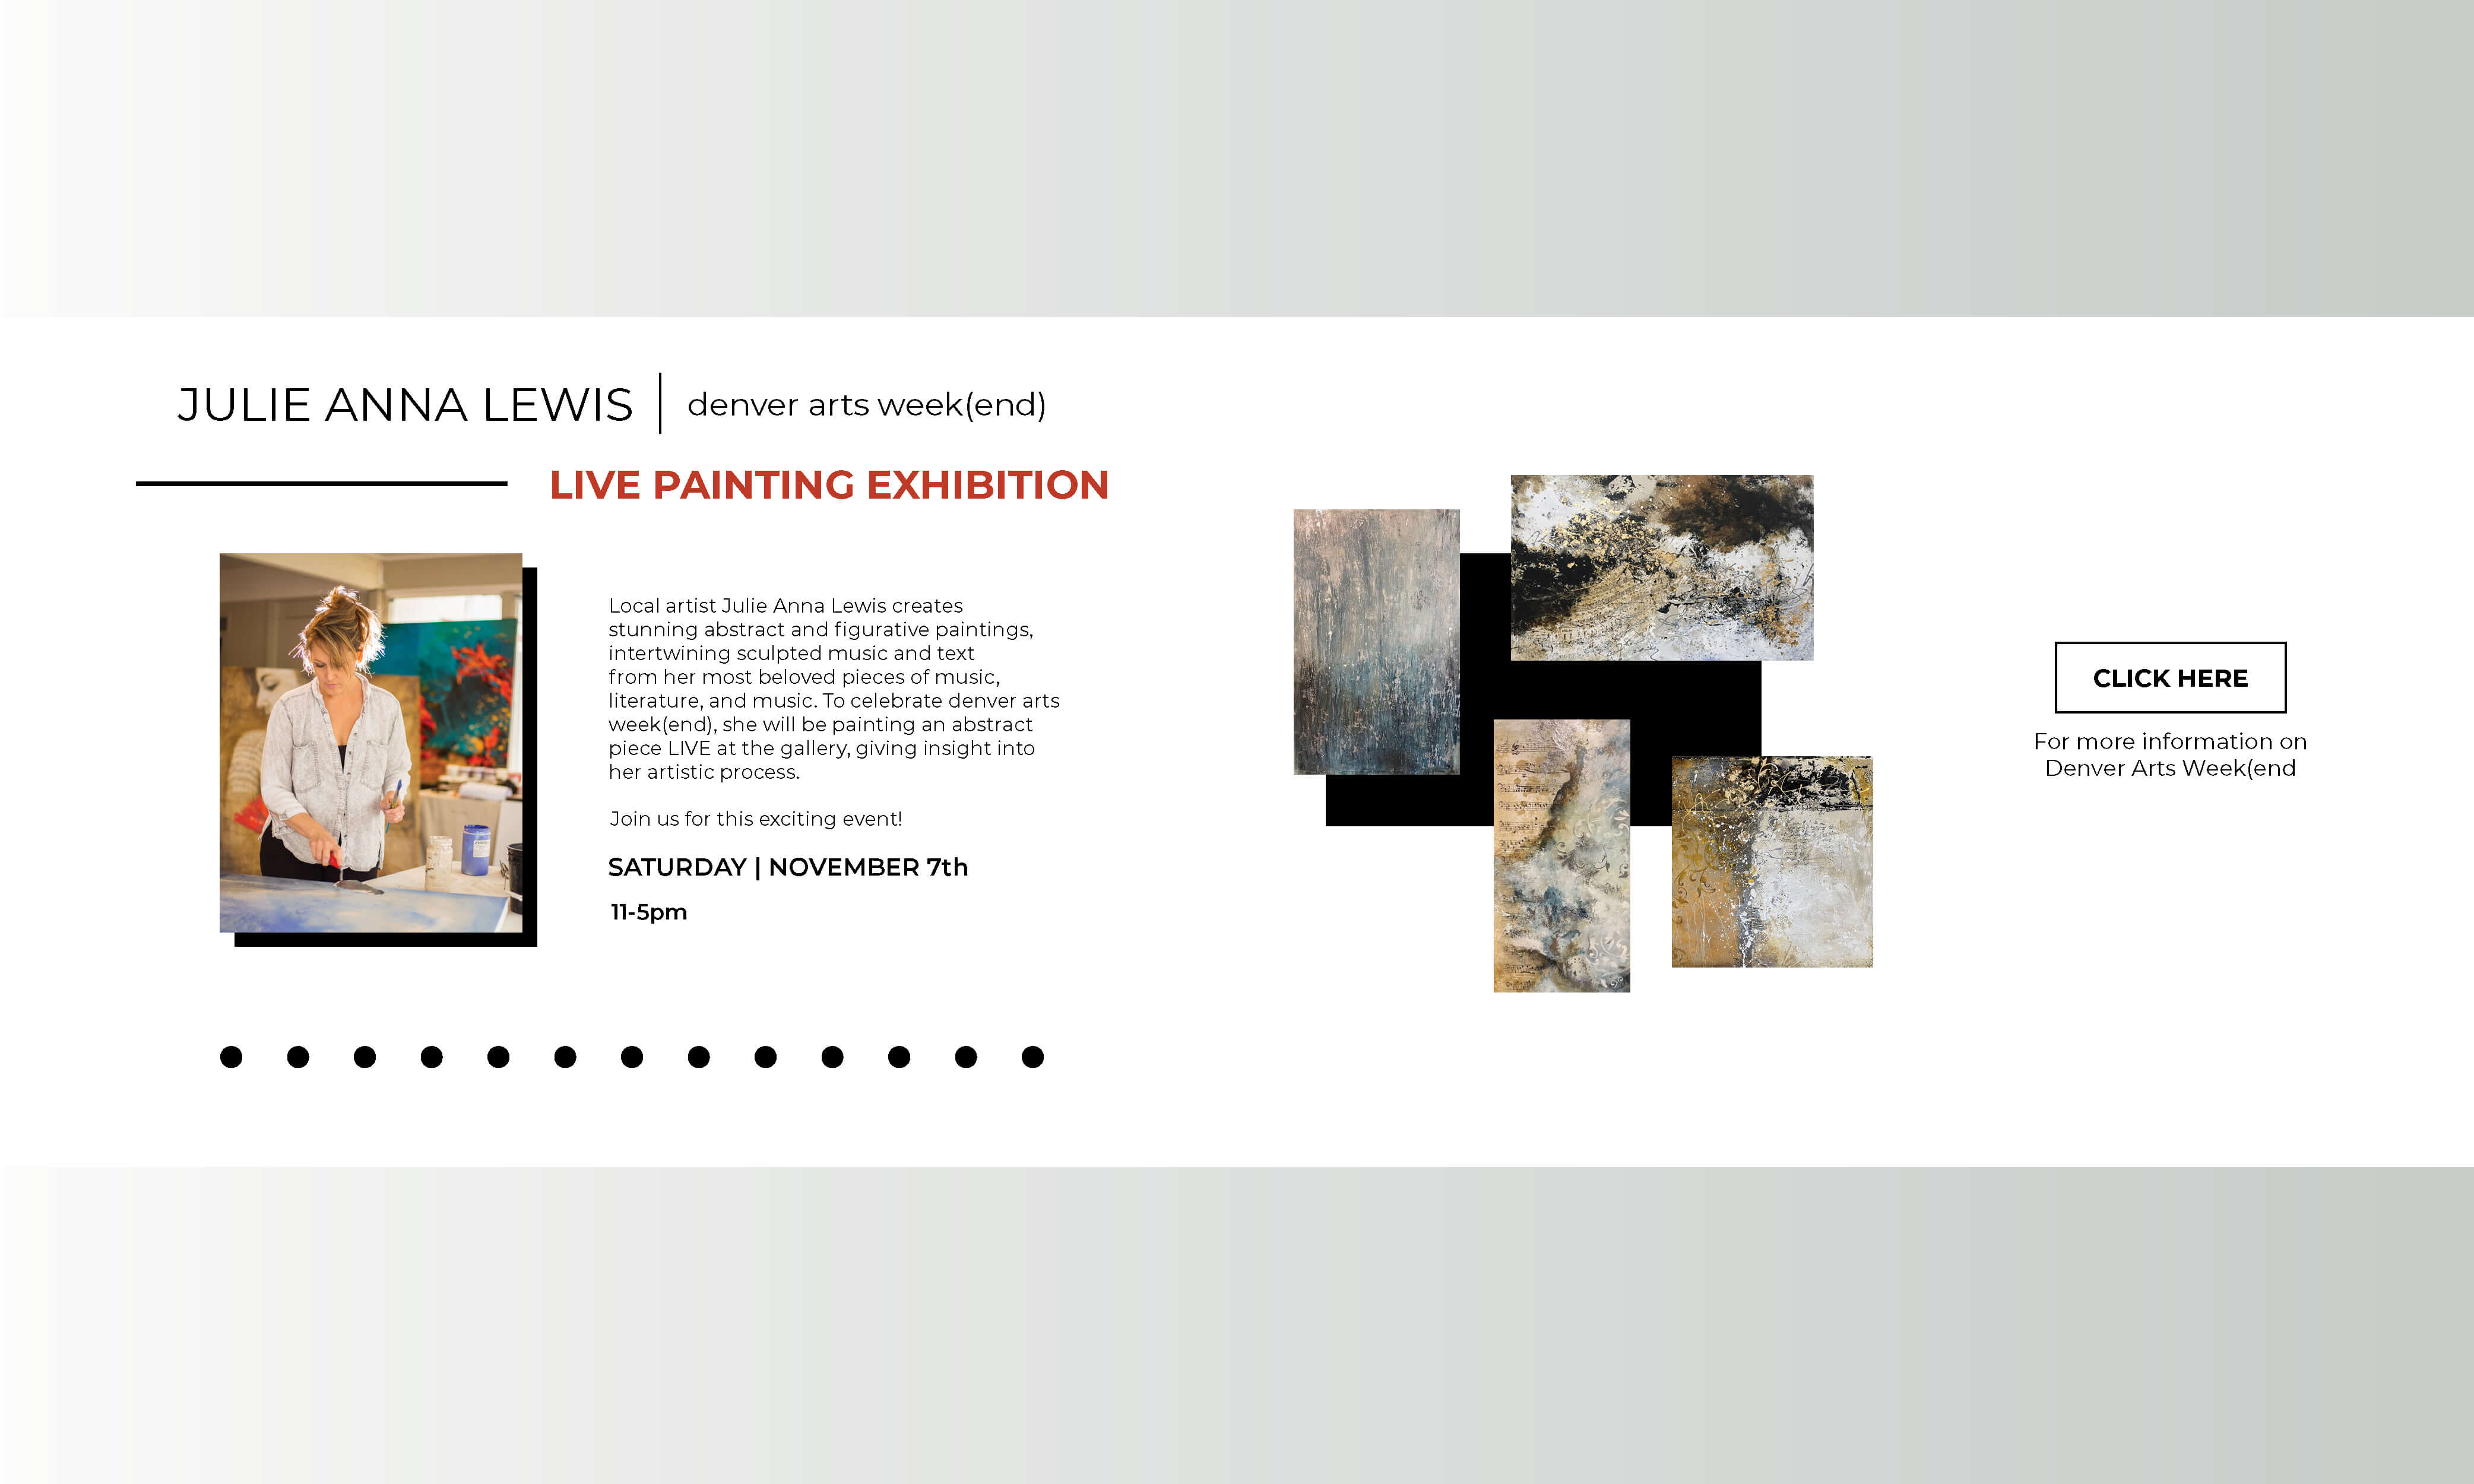 JULIE ANNA LEWIS | denver arts week(end)
LIVE PAINTING EXHIBITION
Local artist Julie Anna Lewis creates
stunning abstract and figurative paintings,
intertwining sculpted music and text
from her most beloved pieces of music,
literature, and music. To celebrate denver arts
week(end), she will be painting an abstract
piece LIVE at the gallery, giving insight into
her artistic process.
Join us for this exciting event!
SATURDAY | NOVEMBER 7th
11-5pm
CLICK HERE
For more information on
Denver Arts Week(end